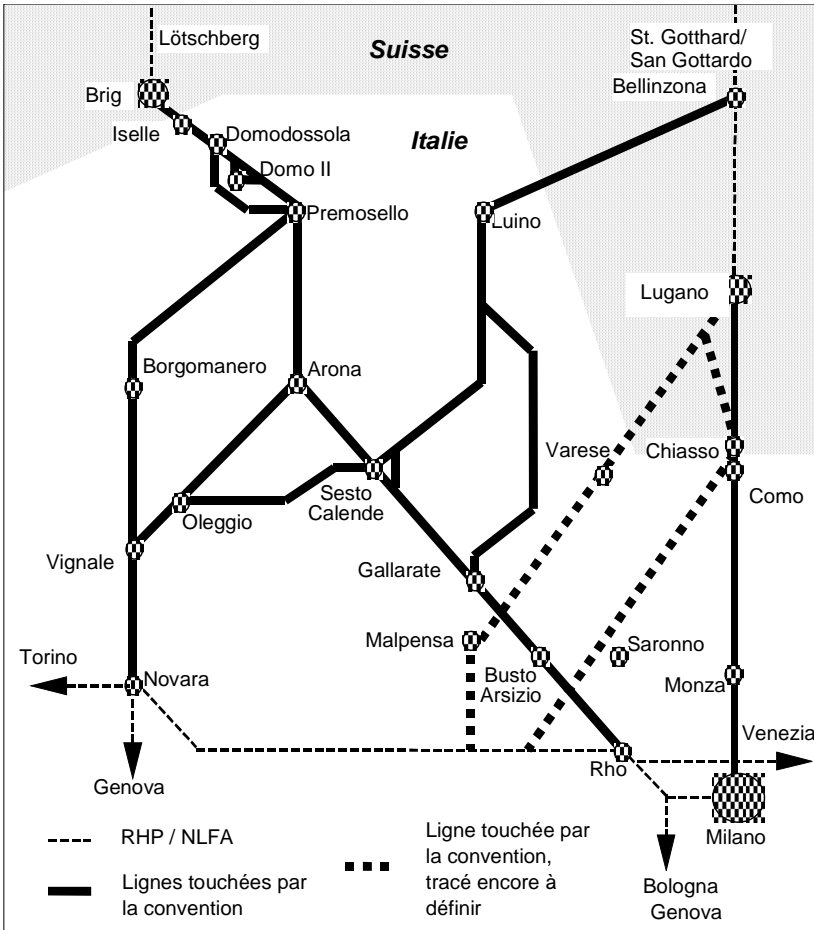 Lötschberg
Suisse
St. Gotthard/
San Gottardo
Brig
Bellinzona
Iselle
Domodossola
Italie
Domo II
Premosello
Luino
Lugano
Borgomanero
Arona
Varese
Chiasso
Sesto
Calende
Como
Oleggio
Vignale
Gallarate
Malpensa
Saronno
Torino
Novara
Busto
Arsizio
Monza
Venezia
Rho
Genova
Milano
RHP / NLFA
Lignes touchées par
la convention
Ligne touchée par
la convention,
tracé encore à
définir
Bologna
Genova